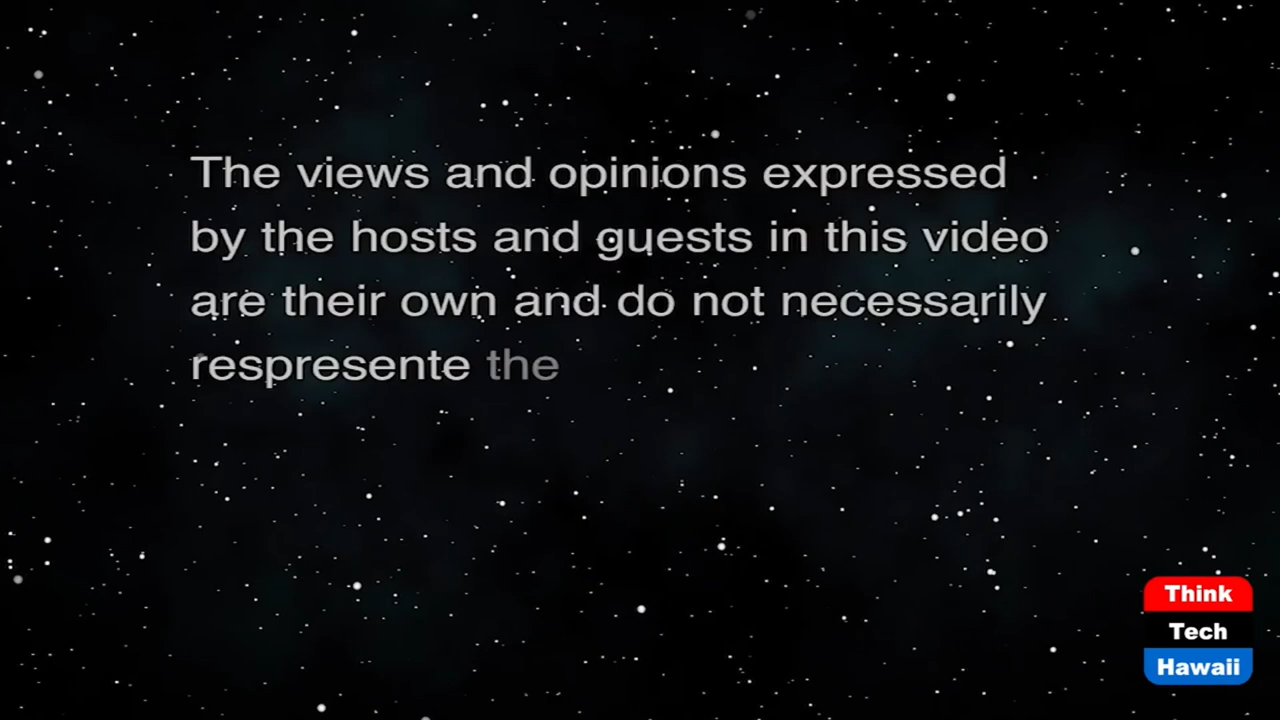 The views and opinions expressed
by the hosts and guests in this video
are their own and do not necessarily
respresente the
Think
Tech
Hawaii